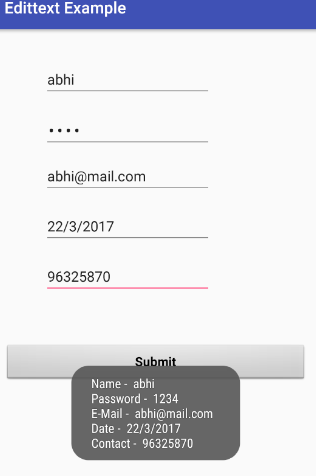 Edittext Example
abhi
••••
abhi@mail.com
22/3/2017
96325870
Submit
Name - abhi
Password - 1234
E-Mail - abhi@mail.com
Date - 22/3/2017
Contact - 96325870